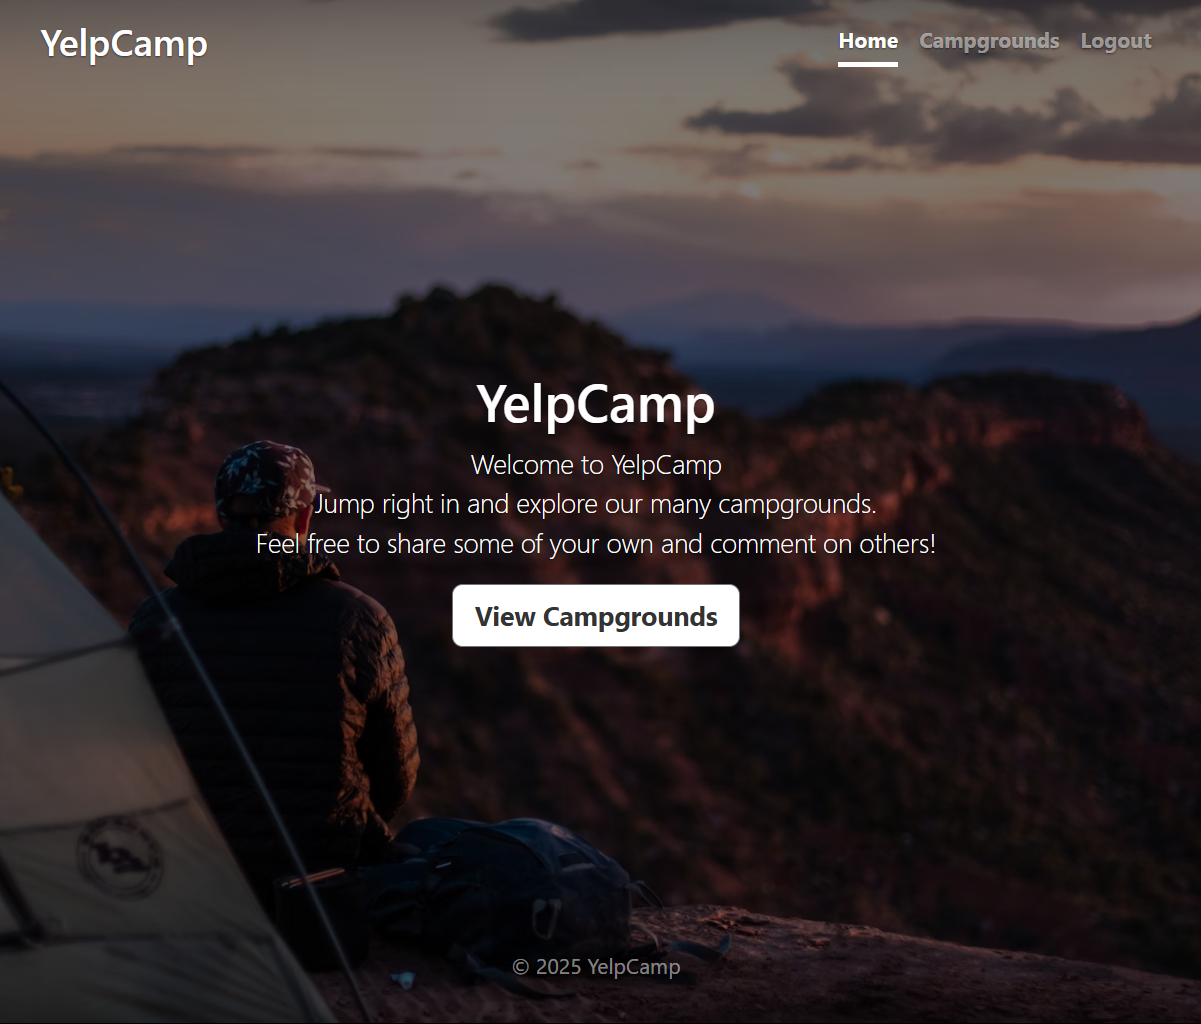 YelpCamp
Home Campgrounds Logout
YelpCamp
Welcome to YelpCamp
Jump right in and explore our many campgrounds.
Feel free to share some of your own and comment on others!
View Campgrounds
© 2025 YelpCamp